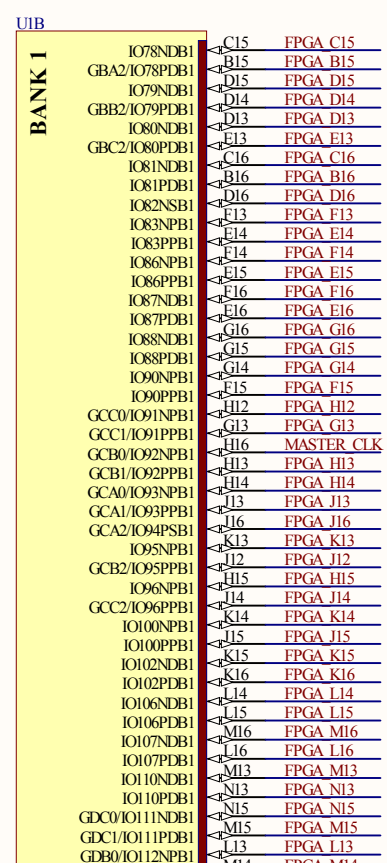 U1B
BANK 1
IO78NDB1 C15 FPGA_C15
GBA2/IO78PDB1 B15 FPGA_B15
IO79NDB1 D15 FPGA_D15
GBB2/IO79PDB1 D14 FPGA_D14
IO80NDB1 D13 FPGA_D13
GBC2/IO80PDB1 E13 FPGA_E13
IO81NDB1 C16 FPGA_C16
IO81PDB1 B16 FPGA_B16
IO82NSB1 D16 FPGA_D16
IO83NPB1 F13 FPGA_F13
IO83PPB1 E14 FPGA_E14
IO86NPB1 F14 FPGA_F14
IO86PPB1 E15 FPGA_E15
IO87NDB1 F16 FPGA_F16
IO87PDB1 E16 FPGA_E16
IO88NDB1 G16 FPGA_G16
IO88PDB1 G15 FPGA_G15
IO90NPB1 G14 FPGA_G14
IO90PPB1 F15 FPGA_F15
GCC0/IO91NPB1 H12 FPGA_H12
GCC1/IO91PPB1 G13 FPGA_G13
GCB0/IO92NPB1 H16 MASTER_CLK
GCB1/IO92PPB1 H13 FPGA_H13
GCA0/IO93NPB1 H14 FPGA_H14
GCA1/IO93PPB1 J13 FPGA_J13
GCA2/IO94PSB1 J16 FPGA_J16
IO95NPB1 K13 FPGA_K13
GCB2/IO95PPB1 J12 FPGA_J12
IO96NPB1 H15 FPGA_H15
GCC2/IO96PPB1 J14 FPGA_J14
IO100NPB1 K14 FPGA_K14
IO100PPB1 J15 FPGA_J15
IO102NDB1 K15 FPGA_K15
IO102PDB1 K16 FPGA_K16
IO106NDB1 L14 FPGA_L14
IO106PDB1 L15 FPGA_L15
IO107NDB1 M16 FPGA_M16
IO107PDB1 L16 FPGA_L16
IO110NDB1 M13 FPGA_M13
IO110PDB1 N13 FPGA_N13
GDC0/IO111NDB1 N15 FPGA_N15
GDC1/IO111PDB1 M15 FPGA_M15
GDB0/IO112NPB1 L13 FPGA_L13
M14 FPGA_M14